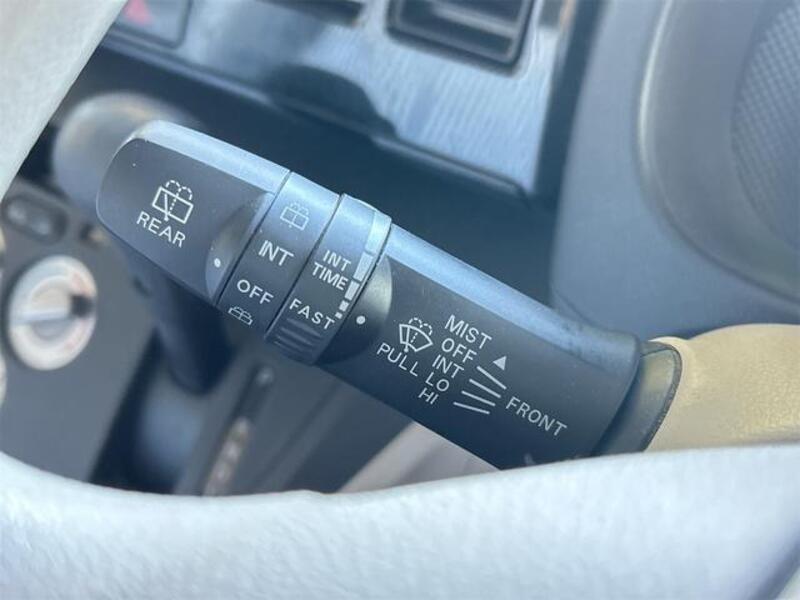 REAR
INT
OFF
INT
TIME
FAST
PULL
MIST
OFF
INT
LO
HI
FRONT